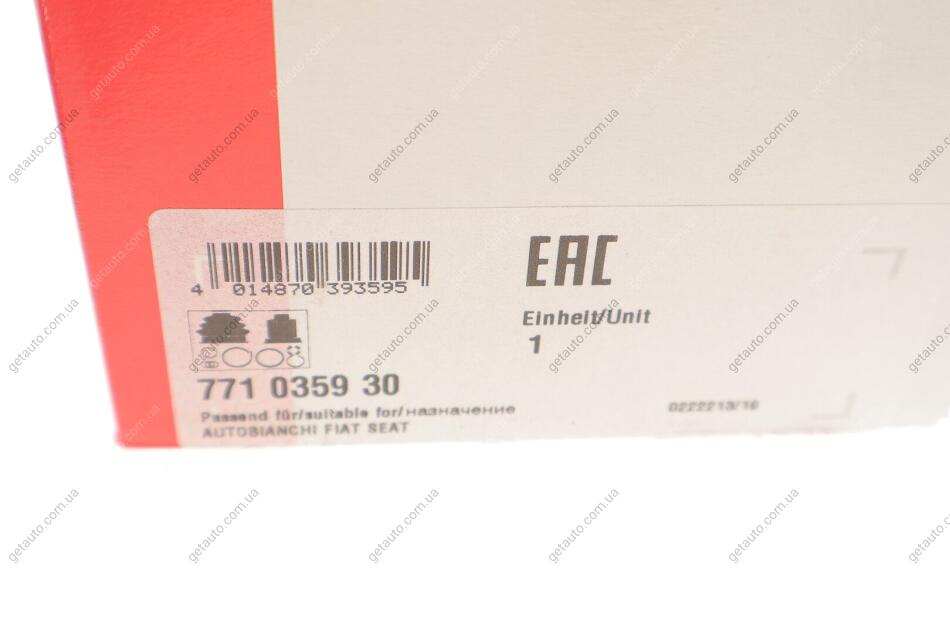 4 014870 393595
EAC
Einheit/Unit
1
771 0359 30
Passend für/suitable for/назначение
AUTOBIANCHI FIAT SEAT
0222213/16
getauto.com.ua